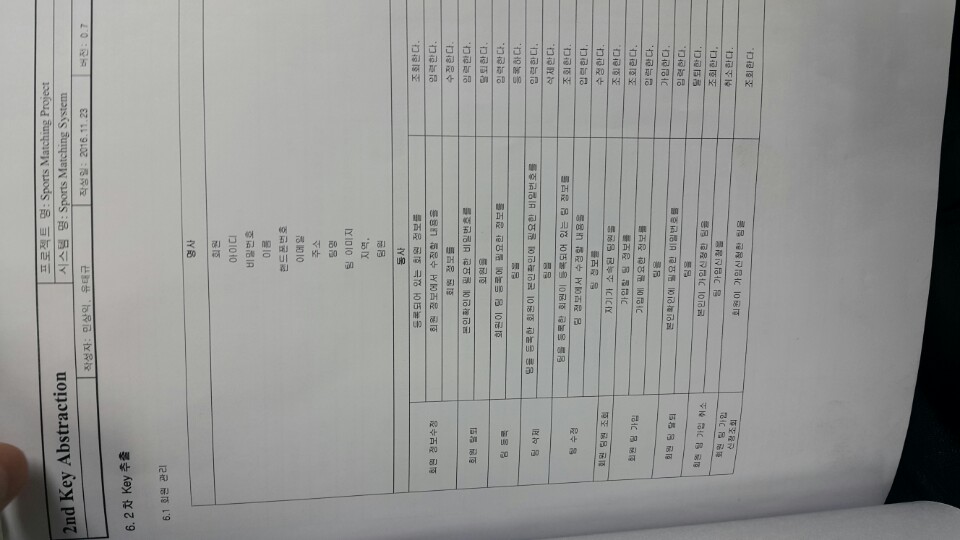 2nd Key Abstraction
프로젝트 명: Sports Matching Project
시스템 명: Sports Matching System
작성자: 민상익, 유태규 작성일: 2016.11.23 버전: 0.7
6. 2차 Key 추출
6.1 회원 관리
명사
회원
아이디
비밀번호
이름
핸드폰번호
이메일
주소
팀명
팀 이미지
지역,
팀원
동사
회원 정보수정 등록되어 있는 회원 정보를 조회한다.
회원 정보에서 수정할 내용을 입력한다.
회원 정보를 수정한다.
회원 탈퇴 본인확인에 필요한 비밀번호를 입력한다.
회원을 탈퇴한다.
팀 등록 회원이 팀 등록에 필요한 정보를 입력한다.
팀을 등록하다.
팀 삭제 팀을 등록한 회원이 본인확인에 필요한 비밀번호를 입력한다.
팀을 삭제한다.
팀 수정 팀을 등록한 회원이 등록되어 있는 팀 정보를 조회한다.
팀 정보에서 수정할 내용을 입력한다.
팀 정보를 수정한다.
회원 팀원 조회 자기가 소속된 팀원을 조회한다.
회원 팀 가입 가입할 팀 정보를 조회한다.
가입에 필요한 정보를 입력한다.
팀을 가입한다.
회원 팀 탈퇴 본인확인에 필요한 비밀번호를 입력한다.
팀을 탈퇴한다.
회원 팀 가입 취소 본인이 가입신청한 팀을 조회한다.
팀 가입신청을 취소한다.
회원 팀 가입 신청조회 회원이 가입신청한 팀을 조회한다.